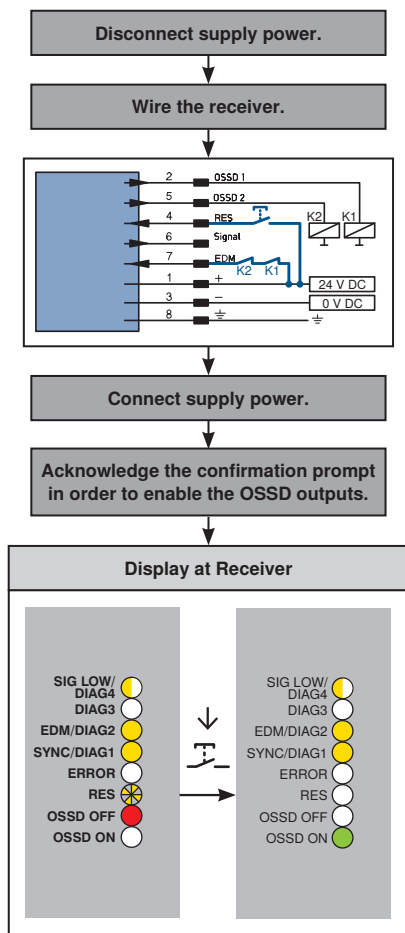 Disconnect supply power.
Wire the receiver.
2 OSSD 1
5 OSSD 2
4 RES
K2 K1
6 Signal
7 EDM
K2 K1
1 +
24 V DC
3 –
0 V DC
8
Connect supply power.
Acknowledge the confirmation prompt
in order to enable the OSSD outputs.
Display at Receiver
SIG LOW/
DIAG4
DIAG3
EDM/DIAG2
SYNC/DIAG1
ERROR
RES
OSSD OFF
OSSD ON
SIG LOW/
DIAG4
DIAG3
EDM/DIAG2
SYNC/DIAG1
ERROR
RES
OSSD OFF
OSSD ON